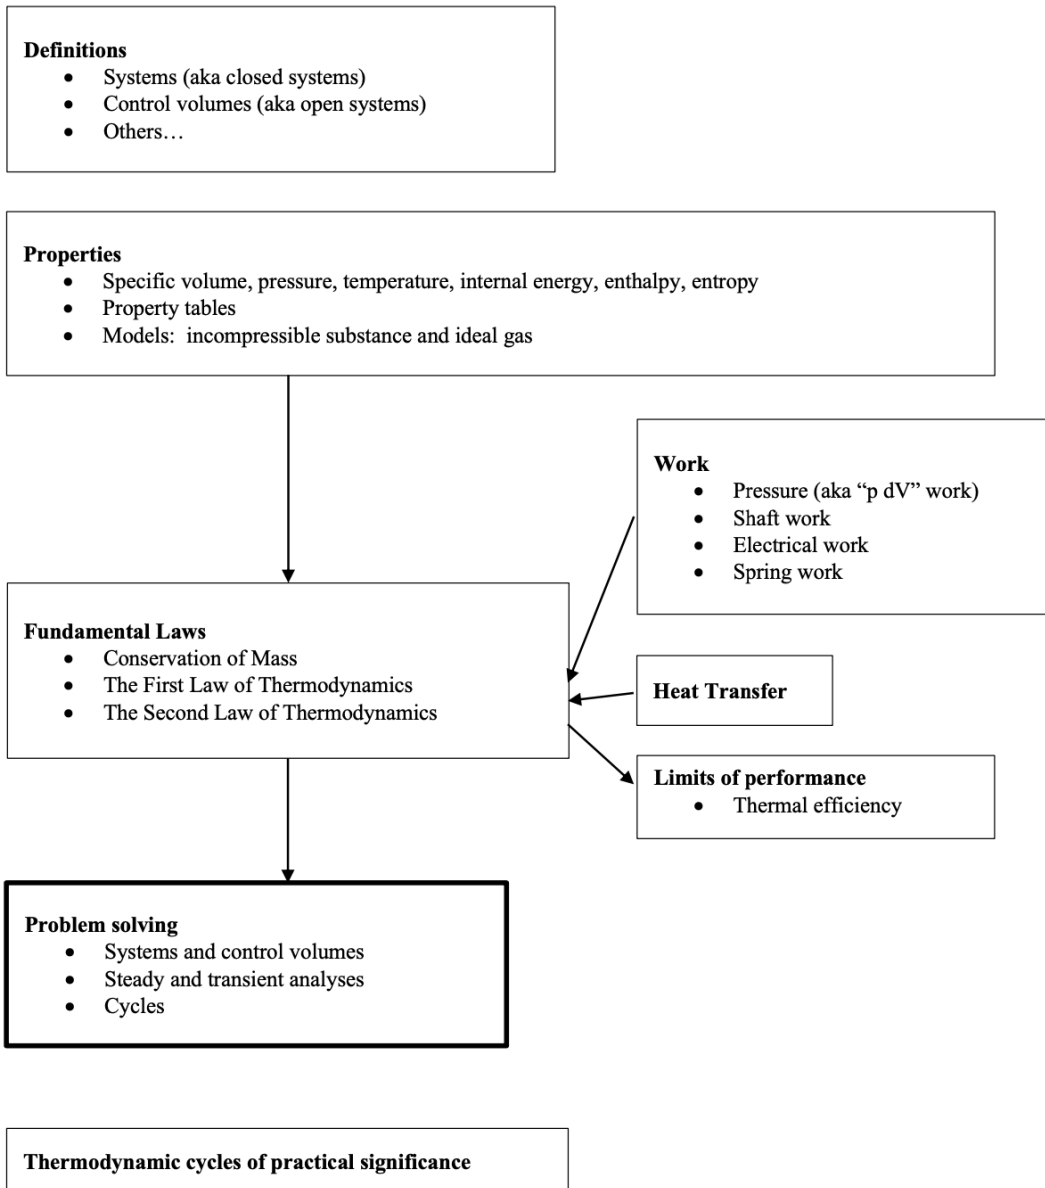 Definitions
• Systems (aka closed systems)
• Control volumes (aka open systems)
• Others…
Properties
• Specific volume, pressure, temperature, internal energy, enthalpy, entropy
• Property tables
• Models:  incompressible substance and ideal gas
Work
• Pressure (aka “p dV” work)
• Shaft work
• Electrical work
• Spring work
Fundamental Laws
• Conservation of Mass
• The First Law of Thermodynamics
• The Second Law of Thermodynamics
Heat Transfer
Limits of performance
• Thermal efficiency
Problem solving
• Systems and control volumes
• Steady and transient analyses
• Cycles
Thermodynamic cycles of practical significance